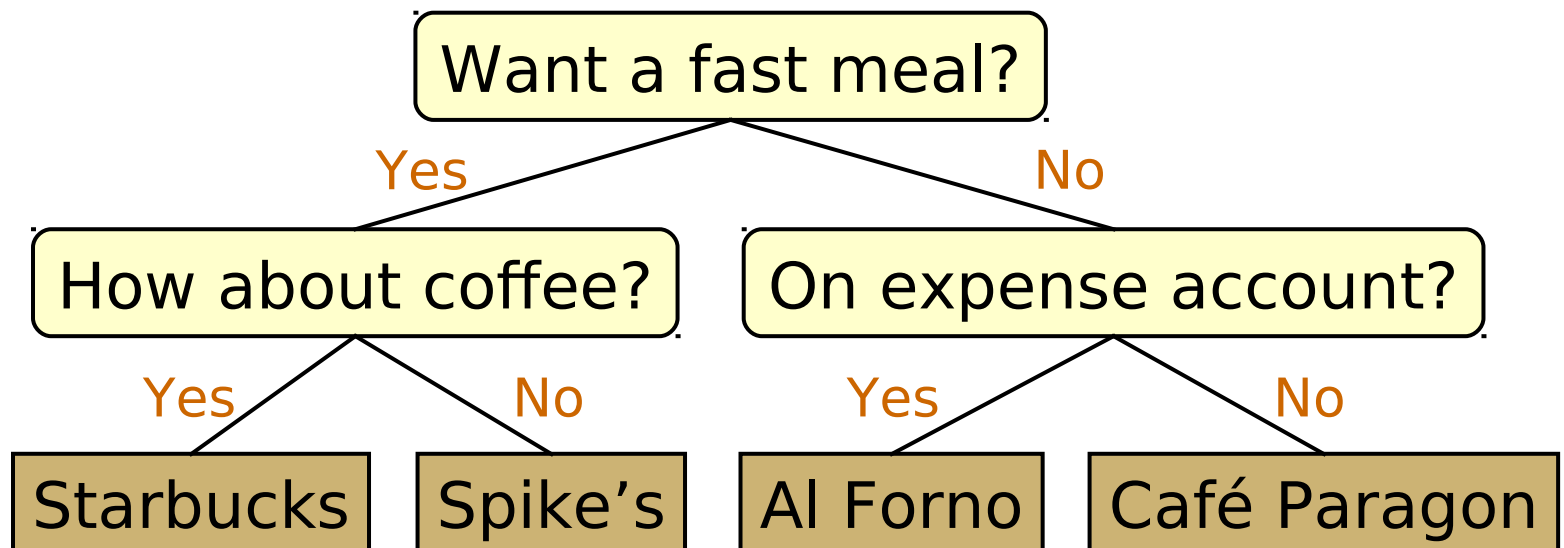 Want a fast meal?
Yes
No
How about coffee?
On expense account?
Yes
No
Yes
No
Starbucks
Spike’s
Al Forno
Café Paragon